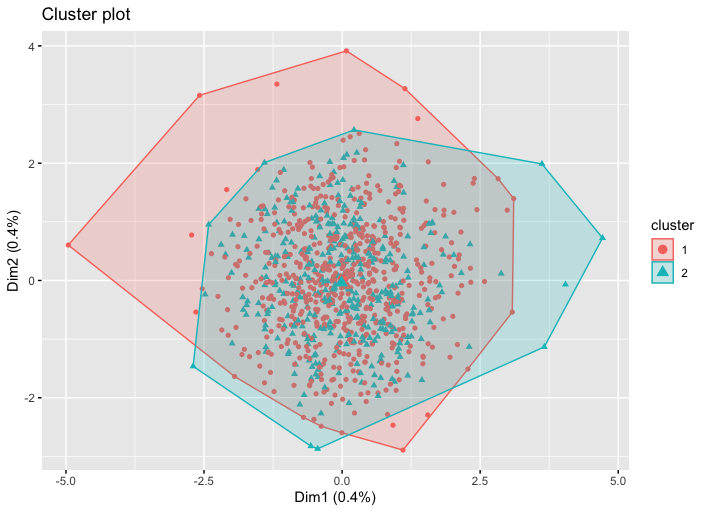 Cluster plot
4
2
0
-2
Dim2 (0.4%)
-5.0 -2.5 0.0 2.5 5.0
Dim1 (0.4%)
cluster
1
2